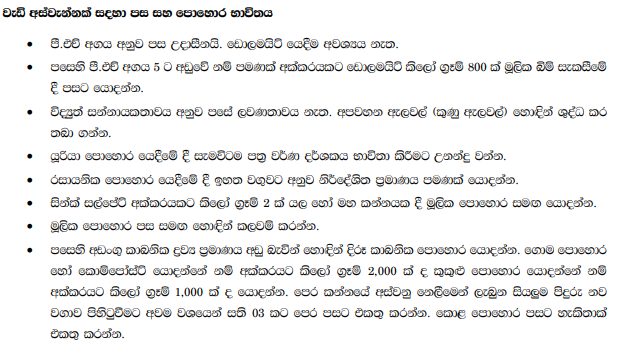 වැඩි අස්වැන්නක් සඳහා පස සහ පොහොර භාවිතය
• පී.එච් අගය අනුව පස උදාසීනයි. ඩොලමයිට් යෙදීම අවශ්‍යය නැත.
• පසෙහි පී.එච් අගය 5 ට අඩුවේ නම් පමණක් අක්කරයකට ඩොලමයිට් කිලෝ ග්‍රෑම් 800 ක් මූලික බිම් සැකසීමේ
දී පසට යොදන්න.
• විද්‍යුත් සන්නායකතාවය අනුව පසේ ලවණතාවය නැත. අපවහන ඇලවල් (කුණු ඇලවල්) හොඳින් ශුද්ධ කර
තබා ගන්න.
• යූරියා පොහොර යෙදීමේ දී සැමවිටම පත්‍ර වර්ණ දර්ශකය භාවිතා කිරීමට උනන්දු වන්න.
• රසායනික පොහොර යෙදීමේ දී ඉහත වගුවට අනුව නිර්දේශිත ප්‍රමාණය පමණක් යොදන්න.
• සින්ක් සල්පේට් අක්කරයකට කිලෝ ග්‍රෑම් 2 ක් යල හෝ මහ කන්නයක දී මූලික පොහොර සමඟ යොදන්න.
• මූලික පොහොර පස සමඟ හොඳින් කලවම් කරන්න.
• පසෙහි අඩංගු කාබනික ද්‍රව්‍ය ප්‍රමාණය අඩු බැවින් හොඳින් දිරූ කාබනික පොහොර යොදන්න. ගොම පොහොර
හෝ කොම්පෝස්ට් යොදන්නේ නම් අක්කරයට කිලෝ ග්‍රෑම් 2,000 ක් ද කුකුළු පොහොර යොදන්නේ නම්
අක්කරයට කිලෝ ග්‍රෑම් 1,000 ක් ද යොදන්න. පෙර කන්නයේ අස්වනු නෙලීමෙන් ලැබුන සියලුම පිදුරු නව
වගාව පිහිටුවීමට අවම වශයෙන් සති 03 කට පෙර පසට එකතු කරන්න. කොළ පොහොර පසට හැකිතාක්
එකතු කරන්න.